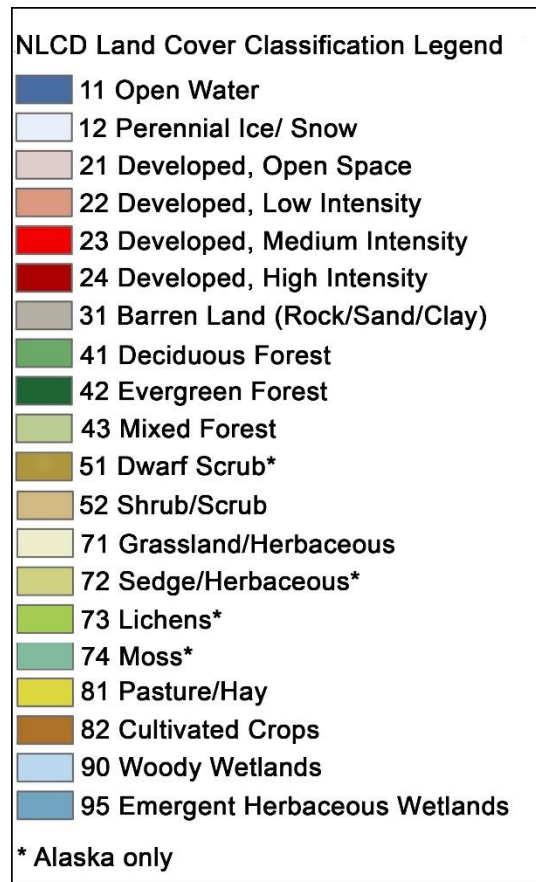 NLCD Land Cover Classification Legend
11 Open Water
12 Perennial Ice/ Snow
21 Developed, Open Space
22 Developed, Low Intensity
23 Developed, Medium Intensity
24 Developed, High Intensity
31 Barren Land (Rock/Sand/Clay)
41 Deciduous Forest
42 Evergreen Forest
43 Mixed Forest
51 Dwarf Scrub*
52 Shrub/Scrub
71 Grassland/Herbaceous
72 Sedge/Herbaceous*
73 Lichens*
74 Moss*
81 Pasture/Hay
82 Cultivated Crops
90 Woody Wetlands
95 Emergent Herbaceous Wetlands
* Alaska only